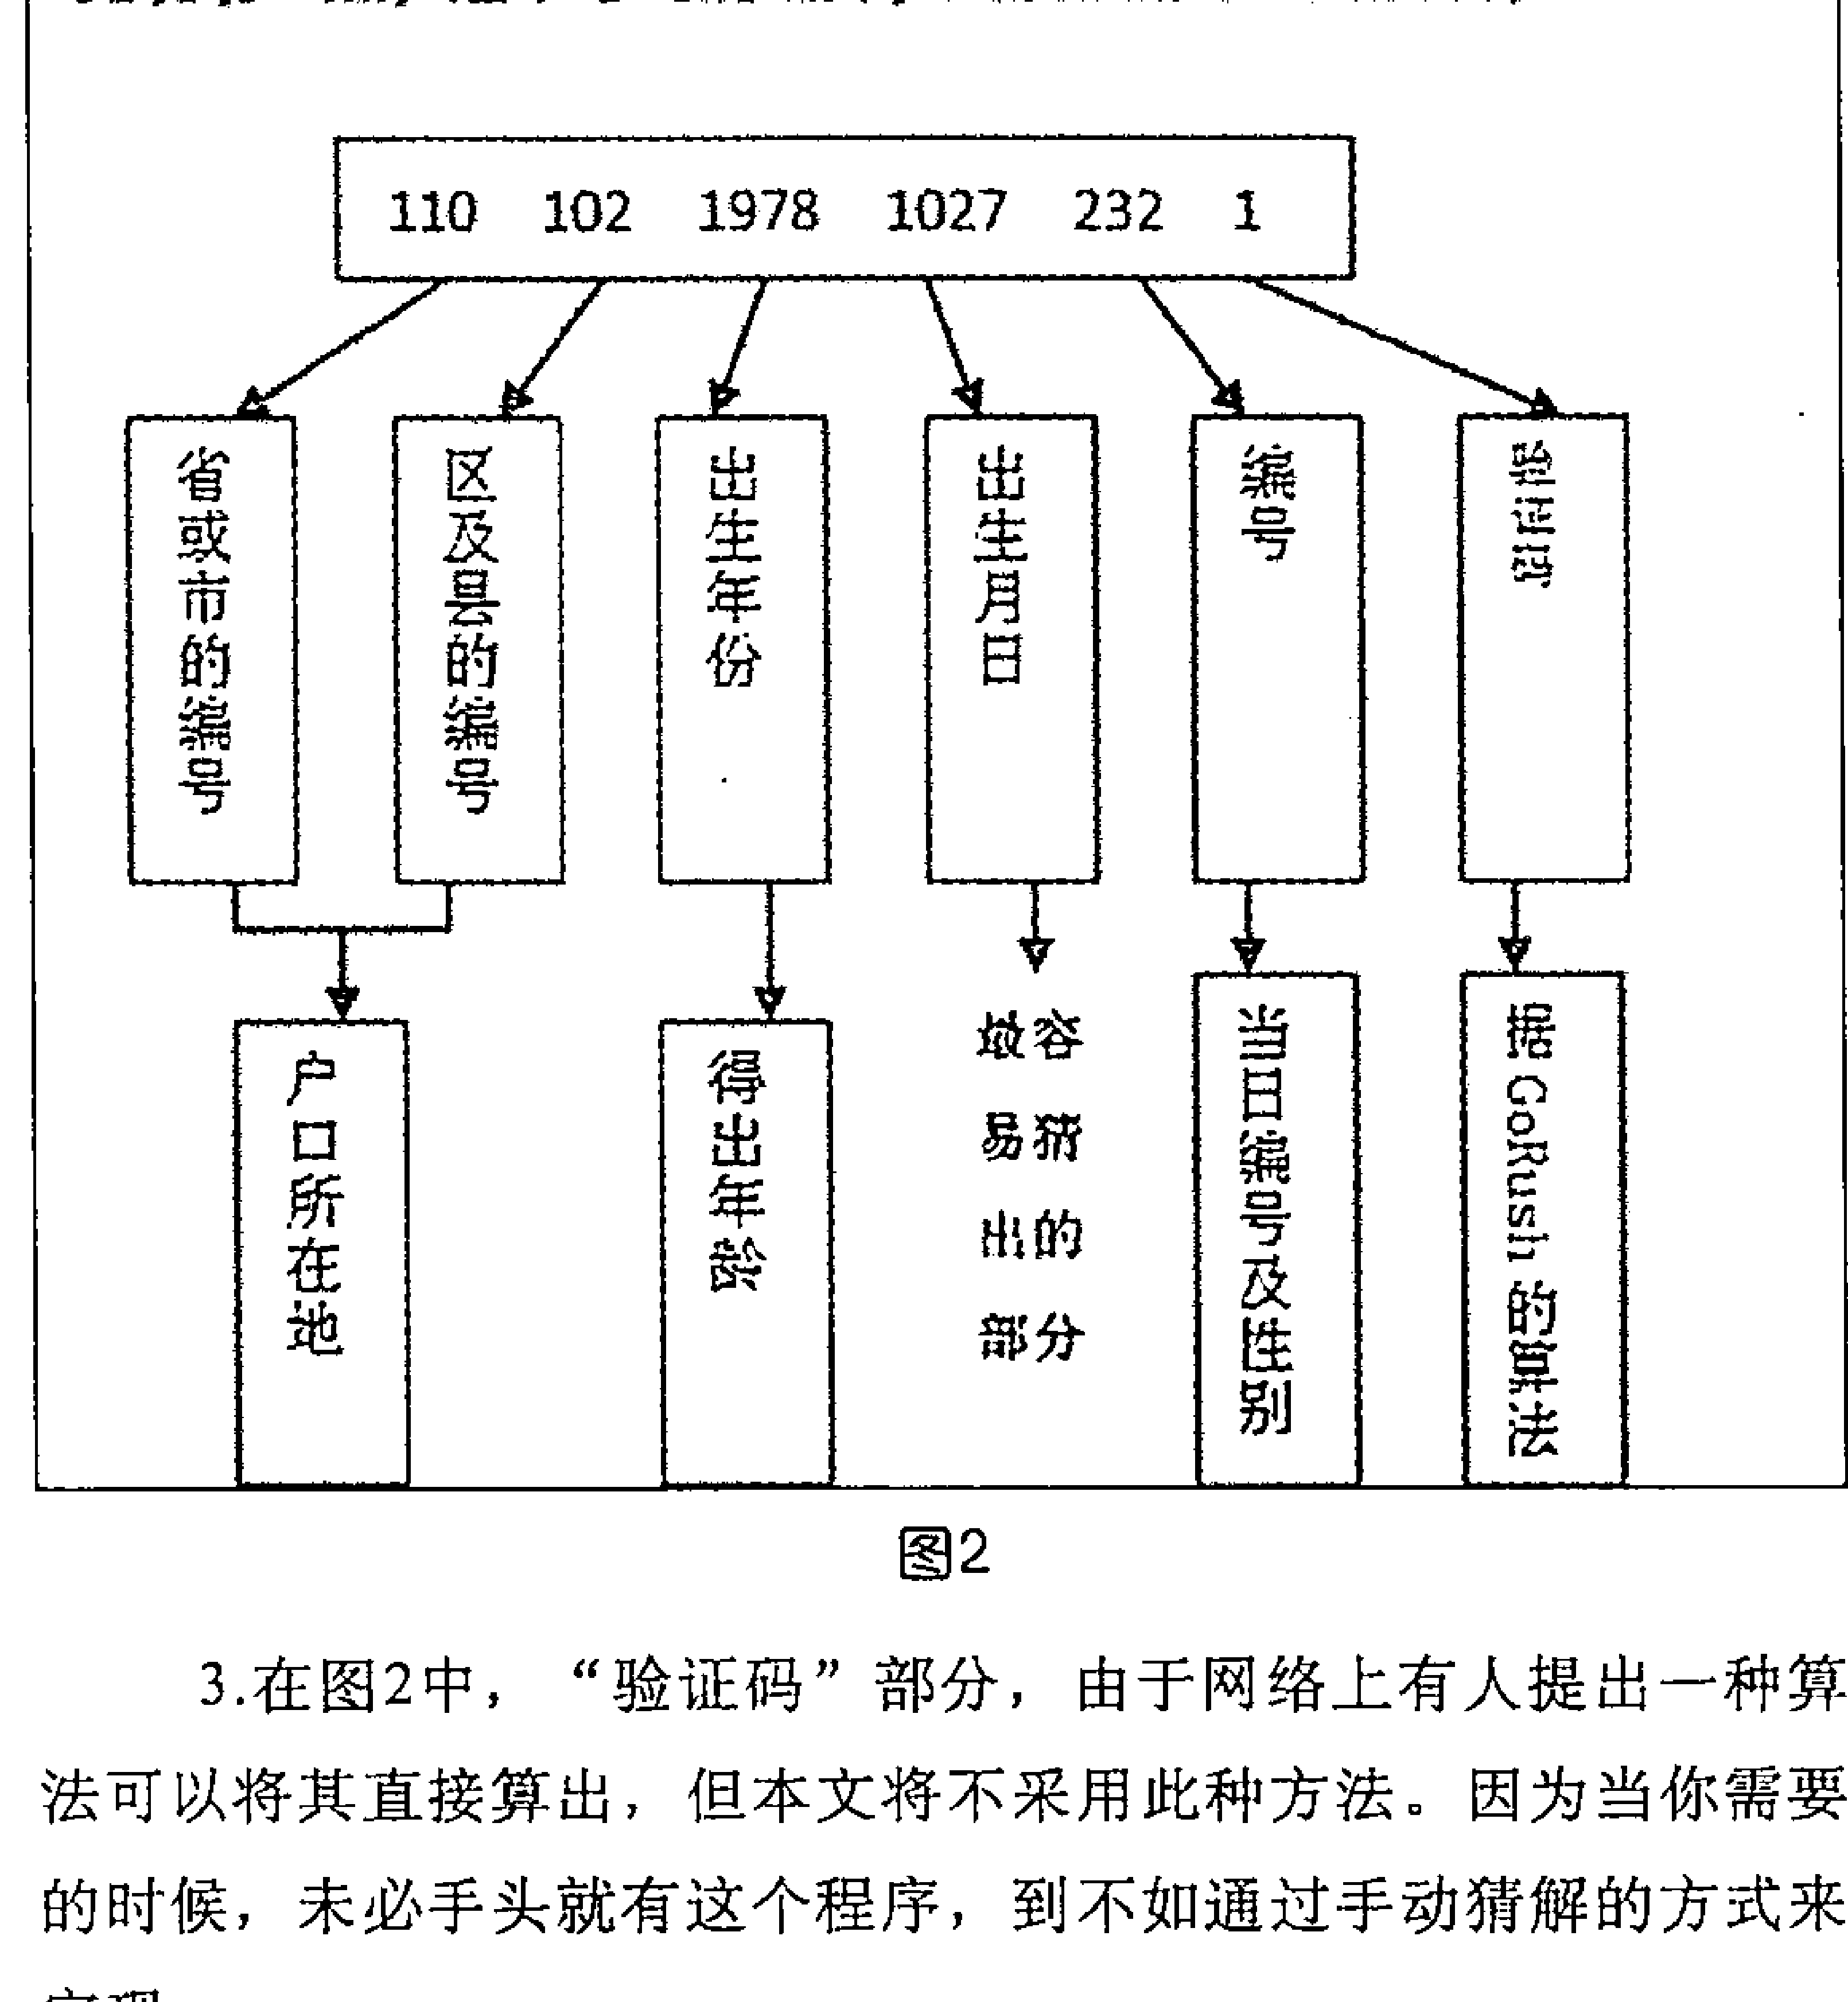 110 102 1978 1027 232 1
省或市的编号
区及县的编号
出生年份
出生月日
编号
验证码
户口所在地
得出年龄
最容
易猜
出的
部分
当日编号及性别
据GoRush的算法
图2
3.在图2中，“验证码”部分，由于网络上有人提出一种算
法可以将其直接算出，但本文将不采用此种方法。因为当你需要
的时候，未必手头就有这个程序，到不如通过手动猜解的方式来